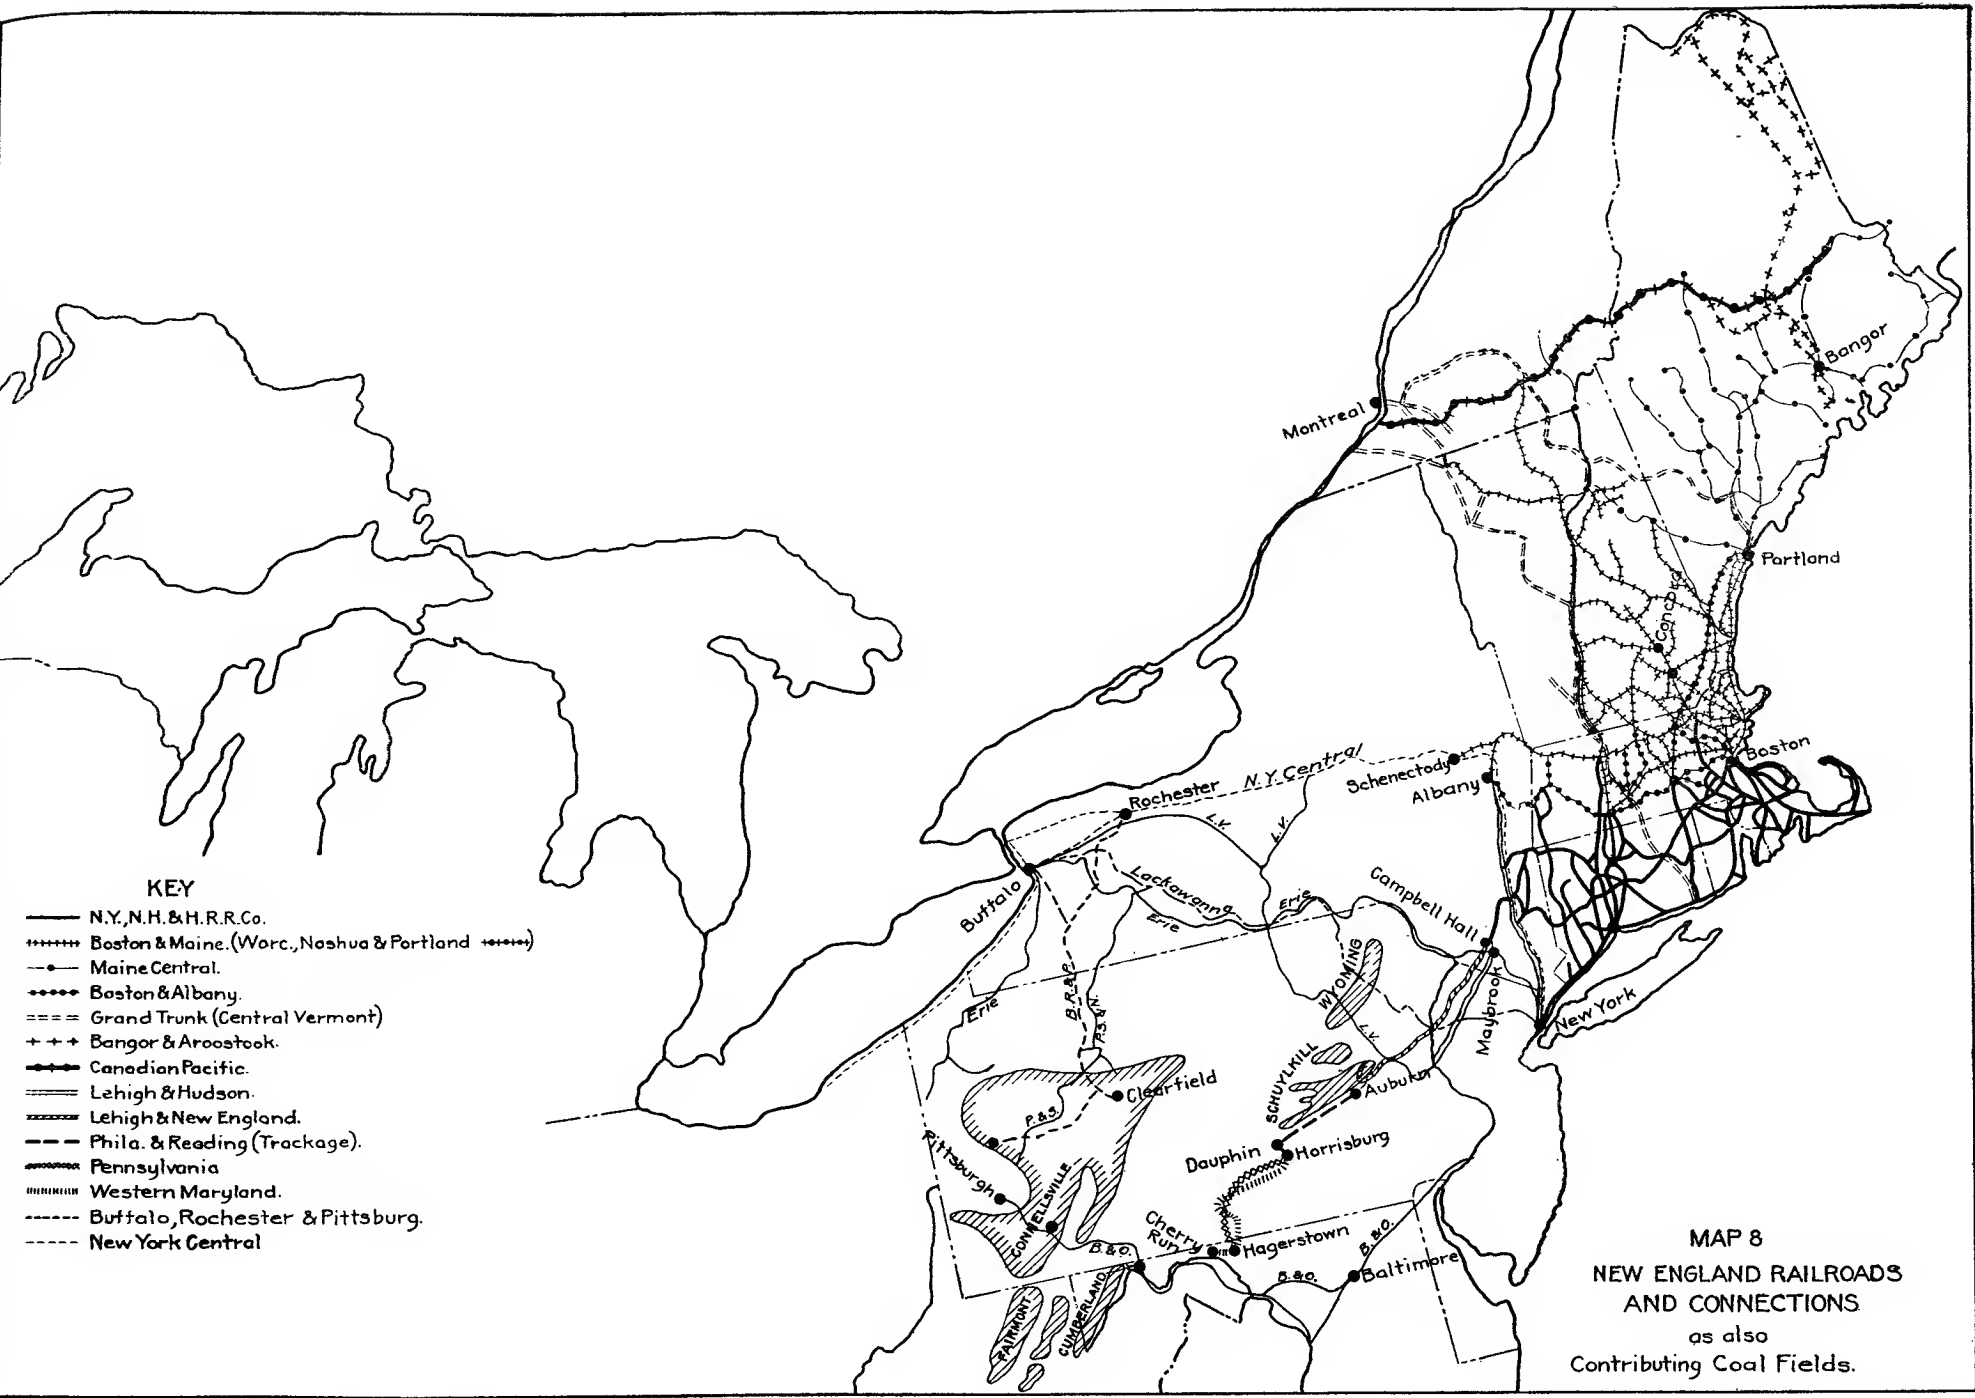 Bangor
Montreal
Portland
Concord
Boston
N.Y. Central
Schenectady
Albany
Rochester
L.V.
L.V.
Buffalo
Lackawanna
Erie
Erie
Campbell Hall
Erie
B.R.&P.
P.S.&N.
WYOMING
L.V.
Maybrook
New York
SCHUYLKILL
Auburn
Clearfield
P.&S.
Pittsburgh
CONNELLSVILLE
Dauphin
Harrisburg
Cherry
Run
Hagerstown
B.&O.
B.&O.
B.&O.
Baltimore
FAIRMONT
CUMBERLAND
KEY
N.Y.,N.H.&H.R.R.Co.
Boston & Maine. (Worc., Nashua & Portland )
Maine Central.
Boston & Albany.
Grand Trunk (Central Vermont)
Bangor & Aroostook.
Canadian Pacific.
Lehigh & Hudson.
Lehigh & New England.
Phila. & Reading (Trackage).
Pennsylvania
Western Maryland.
Buffalo, Rochester & Pittsburg.
New York Central
MAP 8
NEW ENGLAND RAILROADS
AND CONNECTIONS
as also
Contributing Coal Fields.